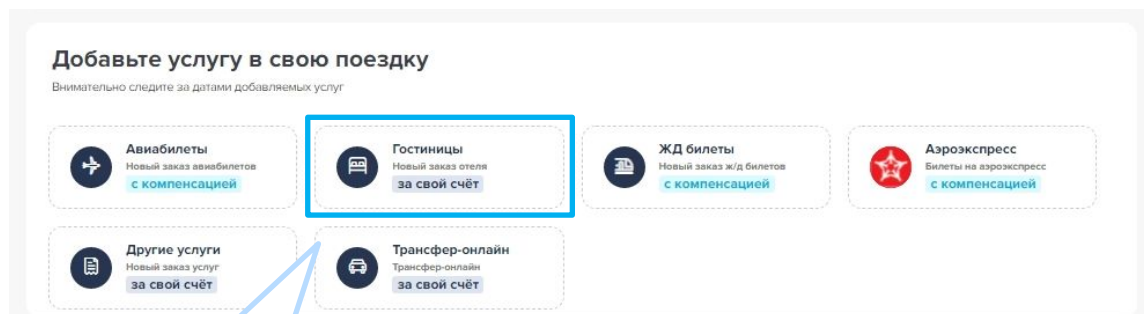 Добавьте услугу в свою поездку
Внимательно следите за датами добавляемых услуг
Авиабилеты
Новый заказ авиабилетов
с компенсацией
Гостиницы
Новый заказ отеля
за свой счёт
ЖД билеты
Новый заказ ж/д билетов
с компенсацией
Аэроэкспресс
Билеты на аэроэкспресс
с компенсацией
Другие услуги
Новый заказ услуг
за свой счёт
Трансфер-онлайн
Трансфер-онлайн
за свой счёт